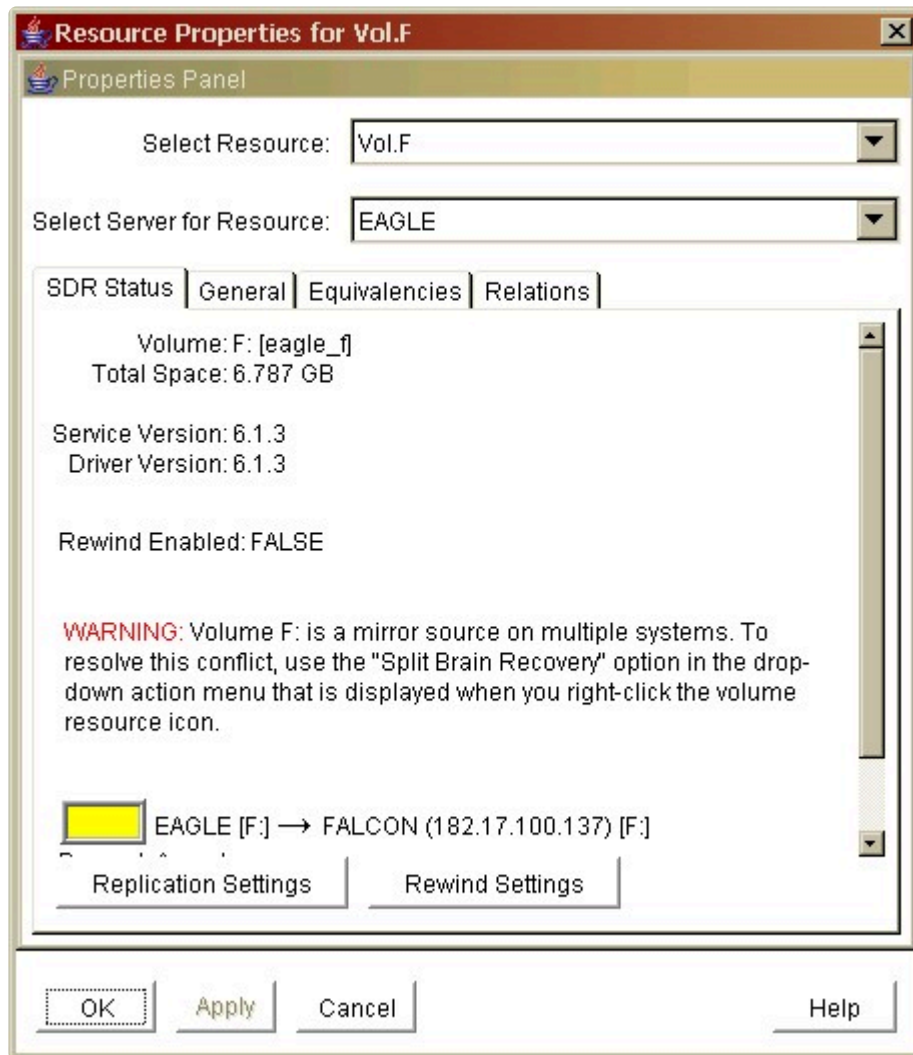 Resource Properties for Vol.F
Properties Panel
Select Resource: Vol.F
Select Server for Resource: EAGLE
SDR Status General Equivalencies Relations
Volume: F: [eagle_f]
Total Space: 6.787 GB
Service Version: 6.1.3
Driver Version: 6.1.3
Rewind Enabled: FALSE
WARNING: Volume F: is a mirror source on multiple systems. To
resolve this conflict, use the "Split Brain Recovery" option in the drop-
down action menu that is displayed when you right-click the volume
resource icon.
EAGLE [F:] → FALCON (182.17.100.137) [F:]
Replication Settings Rewind Settings
OK Apply Cancel Help